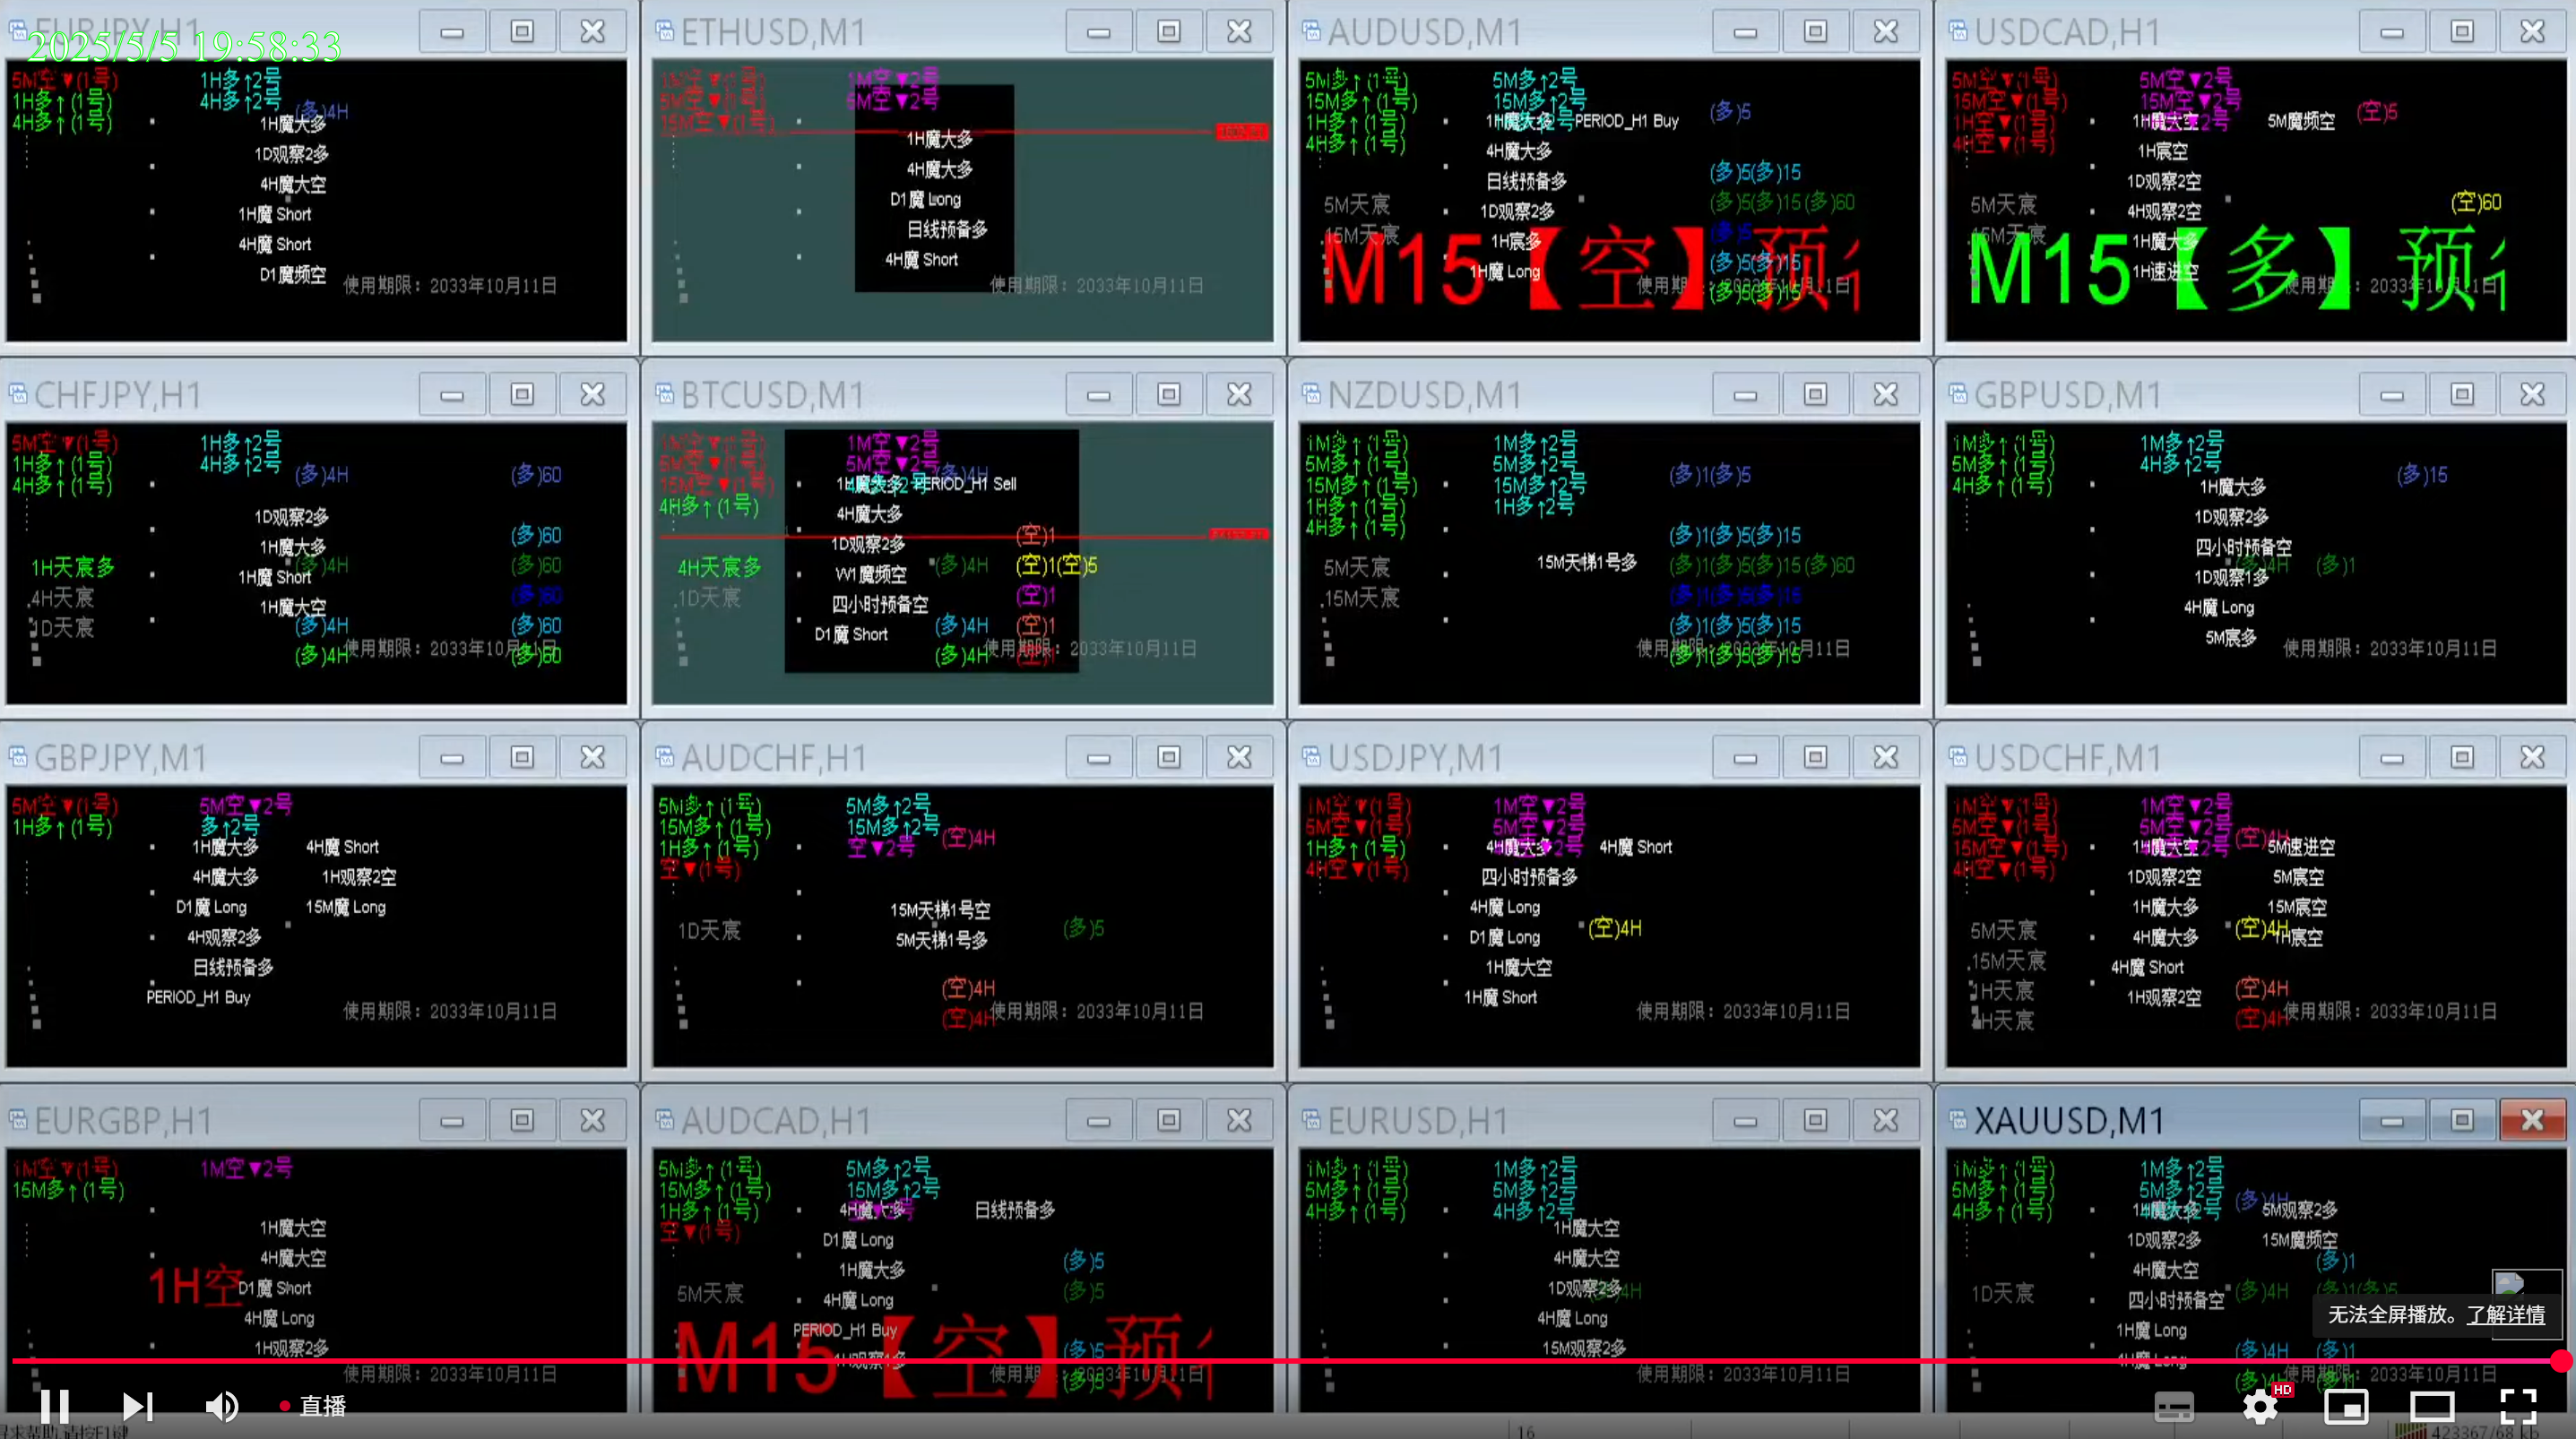 EURJPY,H1
2025/5/5 19:58:33
5M空▼(1号)
1H多↑(1号)
4H多↑(1号)
1H多↑2号
4H多↑2号
(多)4H
1H魔大多
1D观察2多
4H魔大空
1H魔 Short
4H魔 Short
D1魔频空
使用期限：2033年10月11日
ETHUSD,M1
1M空▼(1号)
5M空▼(1号)
15M空▼(1号)
1M空▼2号
5M空▼2号
1H魔大多
4H魔大多
D1魔 Long
日线预备多
4H魔 Short
使用期限：2033年10月11日
AUDUSD,M1
5M多↑(1号)
15M多↑(1号)
1H多↑(1号)
4H多↑(1号)
5M多↑2号
15M多↑2号
1H魔大多
PERIOD_H1 Buy
4H魔大多
日线预备多
1D观察2多
1H宸多
1H魔 Long
(多)5
(多)5(多)15
(多)5(多)15(多)60
(多)5
(多)5(多)15
(多)5(多)15
5M天宸
15M天宸
M15【空】预
USDCAD,H1
5M空▼(1号)
15M空▼(1号)
1H空▼(1号)
4H空▼(1号)
5M空▼2号
15M空▼2号
1H魔大空
5M魔频空
(空)5
1H宸空
1D观察2空
4H观察2空
1H魔大多
1H速进空
(空)60
5M天宸
15M天宸
M15【多】预
CHFJPY,H1
5M空▼(1号)
1H多↑(1号)
4H多↑(1号)
1H多↑2号
4H多↑2号
(多)4H
(多)60
1D观察2多
(多)60
1H魔大多
1H天宸多
(多)4H
(多)60
1H魔 Short
4H天宸
(多)60
1H魔大空
1D天宸
(多)4H
(多)60
(多)4H
(多)60
使用期限：2033年10月11日
BTCUSD,M1
1M空▼(1号)
5M空▼(1号)
15M空▼(1号)
4H多↑(1号)
1M空▼2号
5M空▼2号
(多)4H
1H魔大多
PERIOD_H1 Sell
4H魔大多
1D观察2多
(空)1
4H天宸多
W1魔频空
(多)4H
(空)1(空)5
1D天宸
四小时预备空
(空)1
D1魔 Short
(多)4H
(空)1
(多)4H
使用期限：2033年10月11日
NZDUSD,M1
1M多↑(1号)
5M多↑(1号)
15M多↑(1号)
1H多↑(1号)
4H多↑(1号)
1M多↑2号
5M多↑2号
15M多↑2号
1H多↑2号
(多)1(多)5
(多)1(多)5(多)15
15M天梯1号多
(多)1(多)5(多)15(多)60
5M天宸
15M天宸
(多)1(多)5(多)15
(多)1(多)5(多)15
(多)1(多)5(多)15
GBPUSD,M1
1M多↑(1号)
5M多↑(1号)
4H多↑(1号)
1M多↑2号
4H多↑2号
(多)15
1H魔大多
1D观察2多
四小时预备空
(多)4H
(多)1
1D观察1多
4H魔 Long
5M宸多
使用期限：2033年10月11日
GBPJPY,M1
5M空▼(1号)
1H多↑(1号)
5M空▼2号
多↑2号
1H魔大多
4H魔 Short
4H魔大多
1H观察2空
D1魔 Long
15M魔 Long
4H观察2多
日线预备多
PERIOD_H1 Buy
使用期限：2033年10月11日
AUDCHF,H1
5M多↑(1号)
15M多↑(1号)
1H多↑(1号)
空▼(1号)
5M多↑2号
15M多↑2号
空▼2号
(空)4H
15M天梯1号空
1D天宸
5M天梯1号多
(多)5
(空)4H
(空)4H
使用期限：2033年10月11日
USDJPY,M1
1M空▼(1号)
5M空▼(1号)
1H多↑(1号)
4H空▼(1号)
1M空▼2号
5M空▼2号
4H魔大多
4H魔 Short
四小时预备多
4H魔 Long
D1魔 Long
(空)4H
1H魔大空
1H魔 Short
使用期限：2033年10月11日
USDCHF,M1
1M空▼(1号)
5M空▼(1号)
15M空▼(1号)
4H空▼(1号)
1M空▼2号
5M空▼2号
(空)4H
1H魔大空
5M速进空
1D观察2空
5M宸空
1H魔大多
15M宸空
5M天宸
4H魔大多
(空)4H
1H宸空
15M天宸
4H魔 Short
1H天宸
1H观察2空
(空)4H
4H天宸
(空)4H
使用期限：2033年10月11日
EURGBP,H1
1M空▼(1号)
15M多↑(1号)
1M空▼2号
1H魔大空
4H魔大空
1H空
D1魔 Short
4H魔 Long
1H观察2多
使用期限：2033年10月11日
AUDCAD,H1
5M多↑(1号)
15M多↑(1号)
1H多↑(1号)
空▼(1号)
5M多↑2号
15M多↑2号
4H魔大多
日线预备多
D1魔 Long
(多)5
1H魔大多
5M天宸
4H魔 Long
(多)5
PERIOD_H1 Buy
(多)5
(多)5
M15【空】预
EURUSD,H1
1M多↑(1号)
5M多↑(1号)
4H多↑(1号)
1M多↑2号
5M多↑2号
4H多↑2号
1H魔大空
4H魔大空
1D观察2多
4H魔 Long
15M观察2多
使用期限：2033年10月11日
XAUUSD,M1
1M多↑(1号)
5M多↑(1号)
4H多↑(1号)
1M多↑2号
5M多↑2号
(多)4H
1H魔大多
5M观察2多
1D观察2多
15M魔频空
(多)1
4H魔大空
1D天宸
四小时预备空
(多)4H
(多)1(多)5
1H魔 Long
(多)4H
(多)1
无法全屏播放。了解详情
直播
HD
16
423367/68 kb